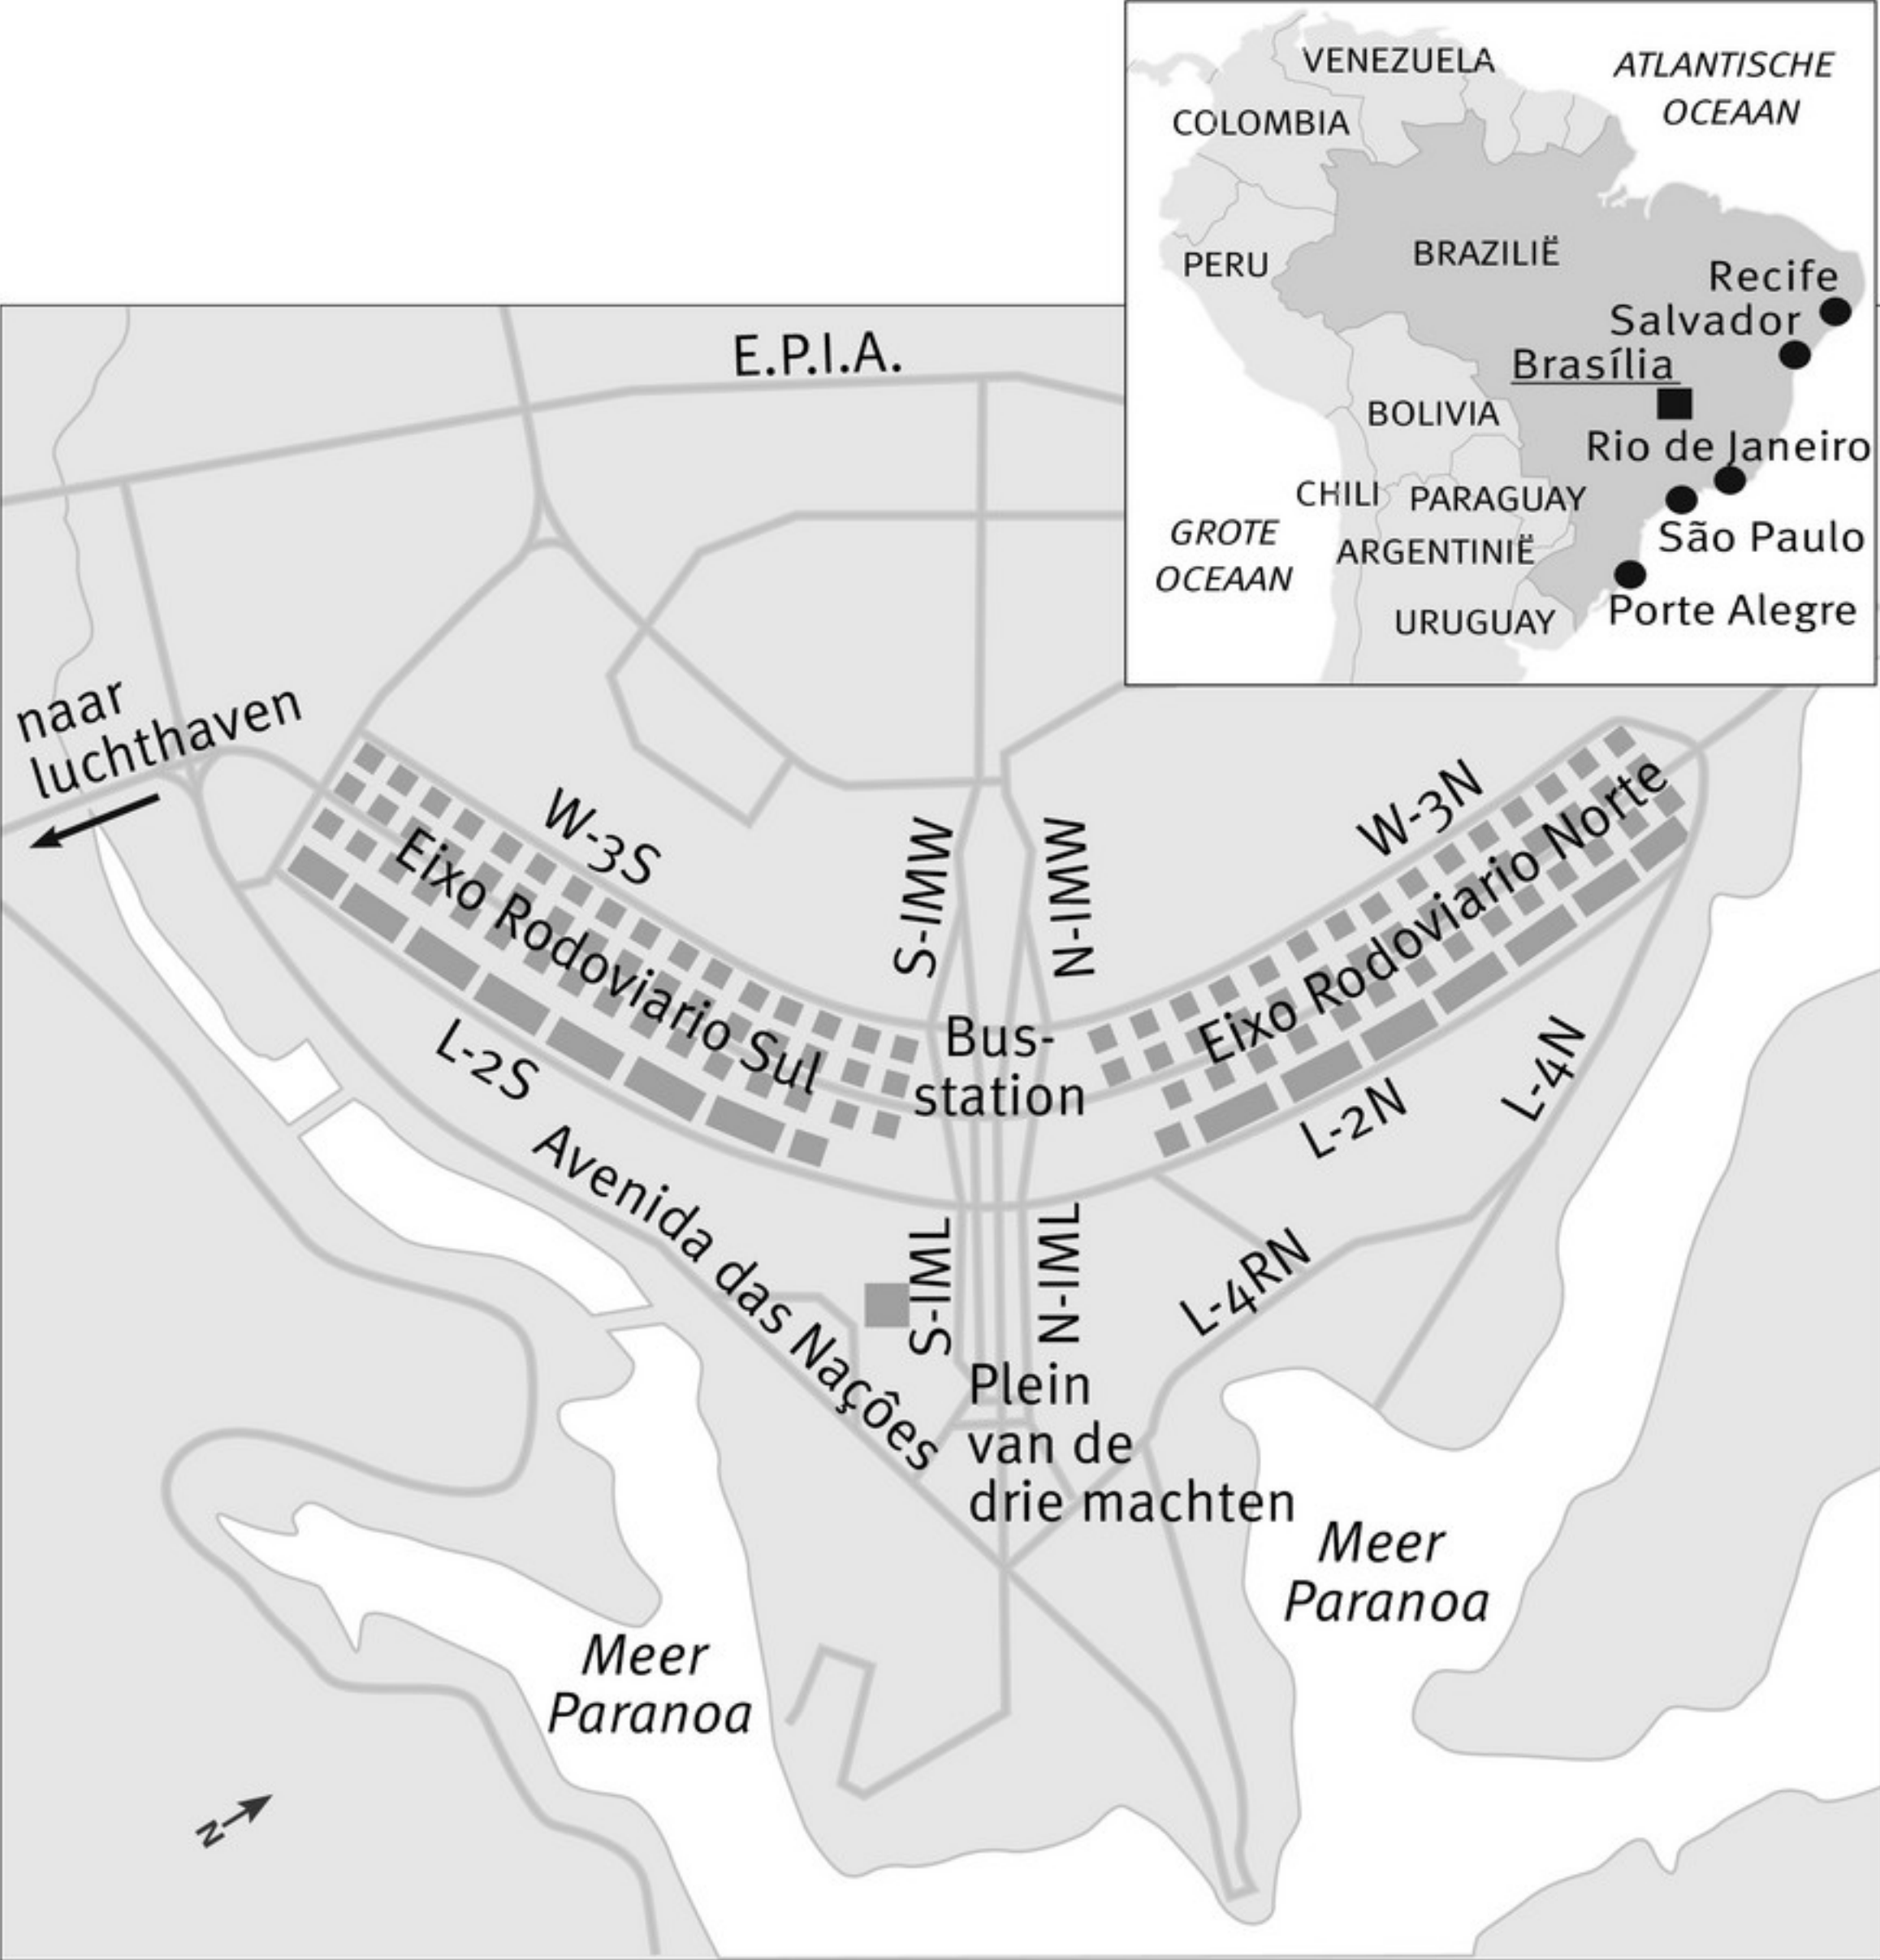 VENEZUELA
ATLANTISCHE
OCEAAN
COLOMBIA
PERU
BRAZILIË
Recife
Salvador
Brasília
BOLIVIA
Rio de Janeiro
CHILI
PARAGUAY
GROTE
OCEAAN
São Paulo
ARGENTINIË
Porte Alegre
URUGUAY
E.P.I.A.
naar
luchthaven
W-3S
S-IMW
N-IMW
W-3N
Eixo Rodoviario Sul
Eixo Rodoviario Norte
Bus-
station
L-2S
L-2N
L-4N
Avenida das Naçôes
S-IML
N-IML
L-4RN
Plein
van de
drie machten
Meer
Paranoa
Meer
Paranoa
N